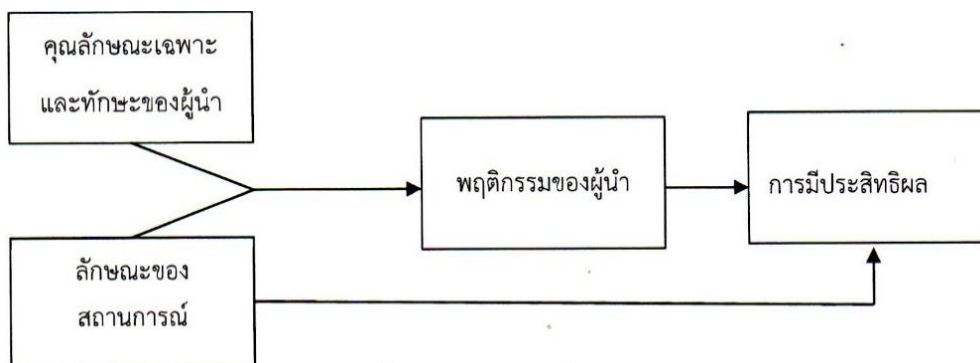 คุณลักษณะเฉพาะ
และทักษะของผู้นำ
พฤติกรรมของผู้นำ
การมีประสิทธิผล
ลักษณะของ
สถานการณ์